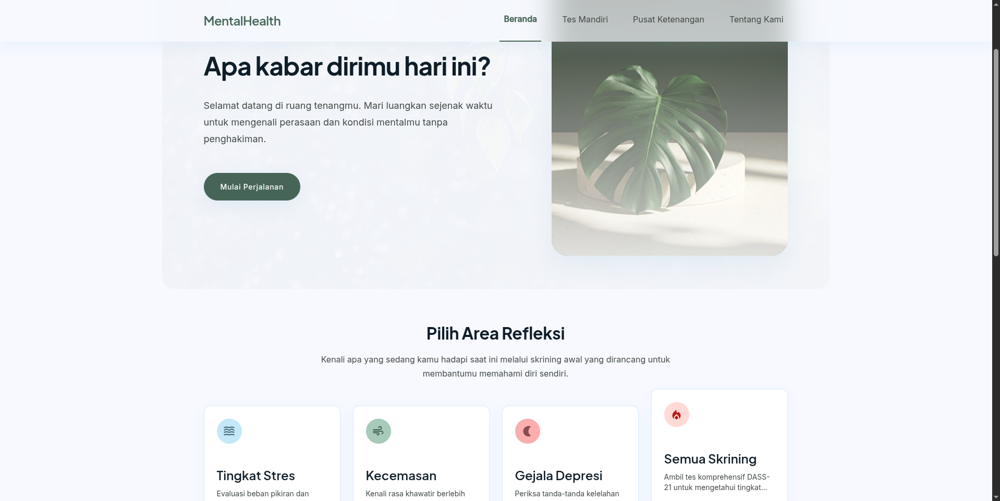 MentalHealth
Beranda
Tes Mandiri
Pusat Ketenangan
Tentang Kami
Apa kabar dirimu hari ini?
Selamat datang di ruang tenangmu. Mari luangkan sejenak waktu
untuk mengenali perasaan dan kondisi mentalmu tanpa
penghakiman.
Mulai Perjalanan
Pilih Area Refleksi
Kenali apa yang sedang kamu hadapi saat ini melalui skrining awal yang dirancang untuk
membantumu memahami diri sendiri.
Tingkat Stres
Evaluasi beban pikiran dan
Kecemasan
Kenali rasa khawatir berlebih
Gejala Depresi
Periksa tanda-tanda kelelahan
Semua Skrining
Ambil tes komprehensif DASS-
21 untuk mengetahui tingkat...